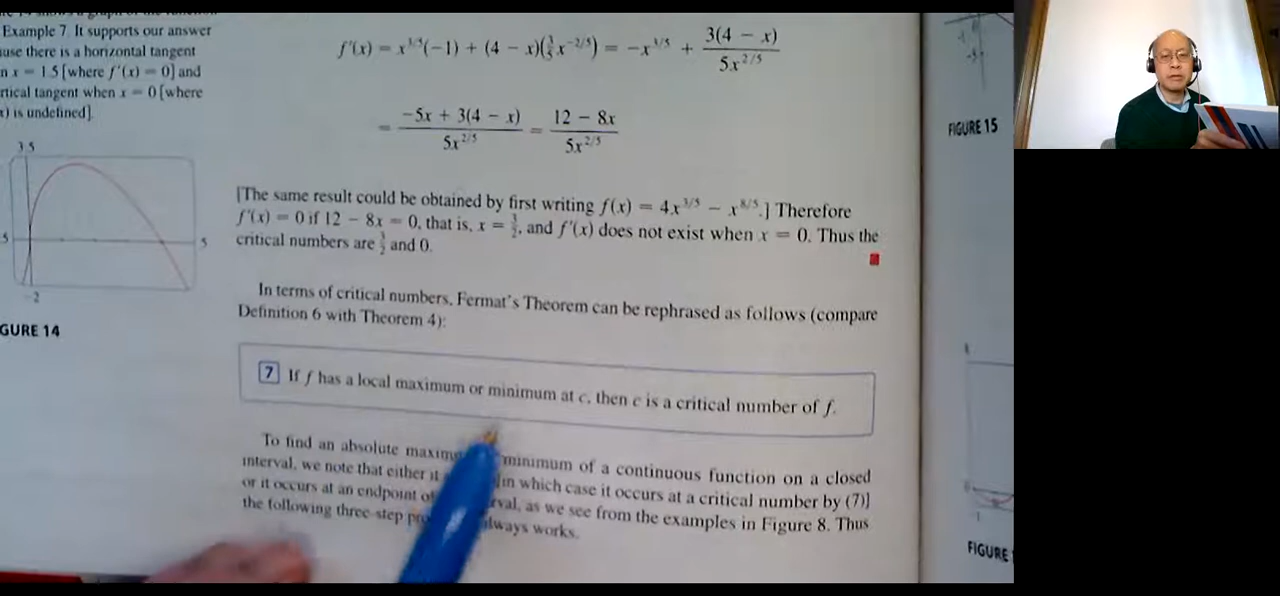 Example 7. It supports our answer
use there is a horizontal tangent
n x = 1.5 [where f'(x) = 0] and
rtical tangent when x = 0 [where
x) is undefined].
3.5
5
5
-2
GURE 14
f'(x) = x^{3/5}(-1) + (4 - x)(3/5 x^{-2/5}) = -x^{3/5} + 3(4 - x) / 5x^{2/5}
= -5x + 3(4 - x) / 5x^{2/5} = 12 - 8x / 5x^{2/5}
[The same result could be obtained by first writing f(x) = 4x^{3/5} - x^{8/5}.] Therefore
f'(x) = 0 if 12 - 8x = 0, that is, x = 3/2, and f'(x) does not exist when x = 0. Thus the
critical numbers are 3/2 and 0.
In terms of critical numbers, Fermat's Theorem can be rephrased as follows (compare
Definition 6 with Theorem 4):
7 If f has a local maximum or minimum at c, then c is a critical number of f.
To find an absolute maxim minimum of a continuous function on a closed
interval, we note that either it [in which case it occurs at a critical number by (7)]
or it occurs at an endpoint of rval, as we see from the examples in Figure 8. Thus
the following three-step pro always works.
FIGURE 15
FIGURE